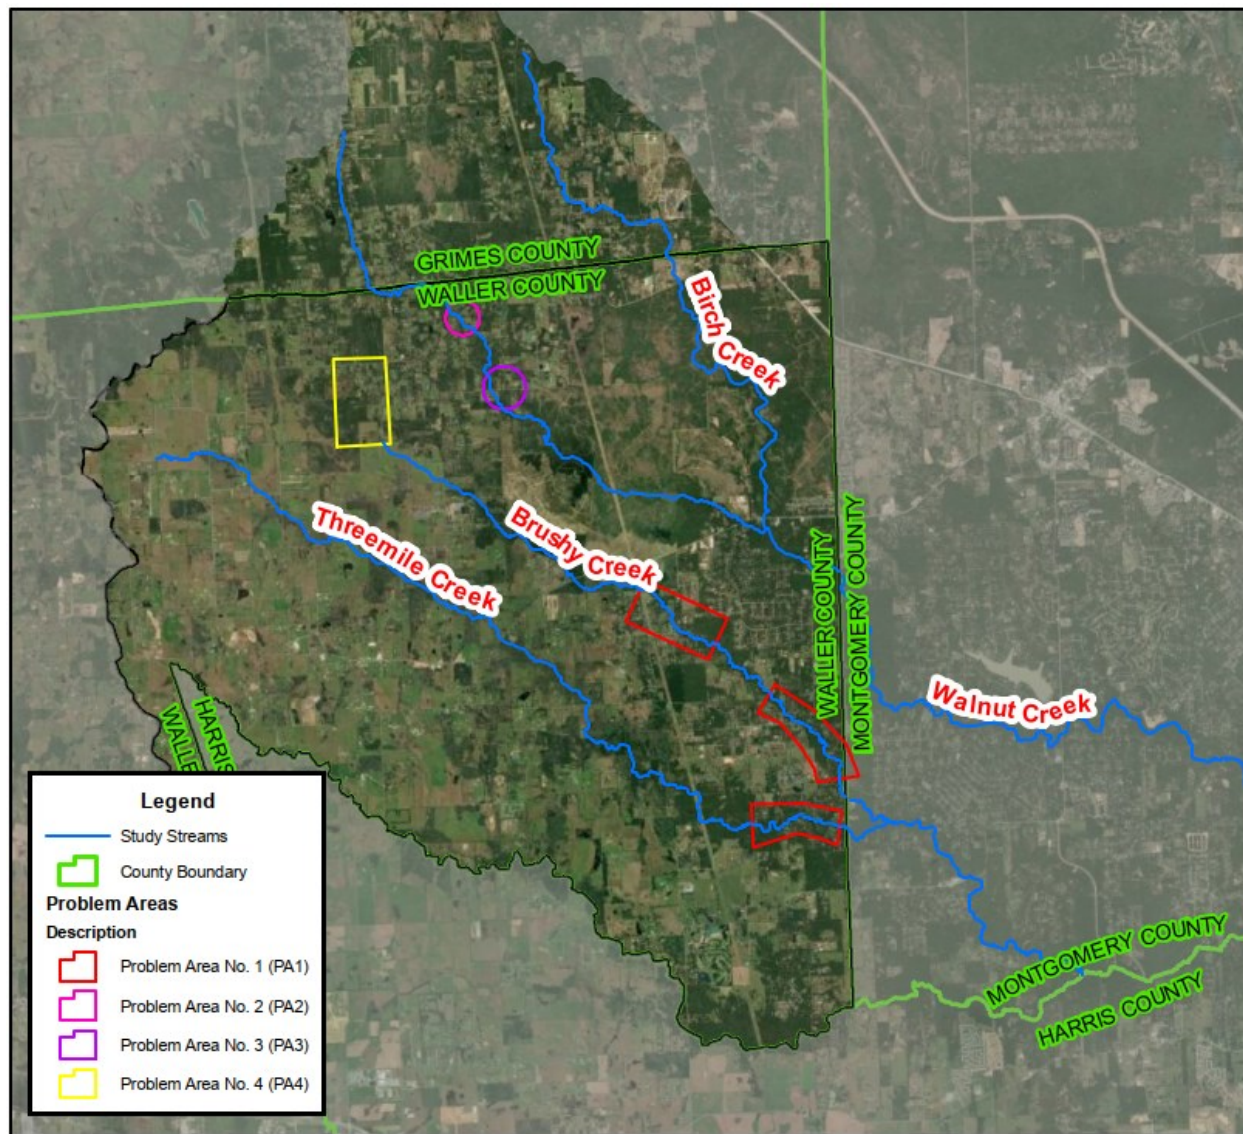 GRIMES COUNTY
WALLER COUNTY
Birch Creek
Threemile Creek
Brushy Creek
WALLER COUNTY
MONTGOMERY COUNTY
Walnut Creek
HARRIS
WALLE
MONTGOMERY COUNTY
HARRIS COUNTY
Legend
Study Streams
County Boundary
Problem Areas
Description
Problem Area No. 1 (PA1)
Problem Area No. 2 (PA2)
Problem Area No. 3 (PA3)
Problem Area No. 4 (PA4)